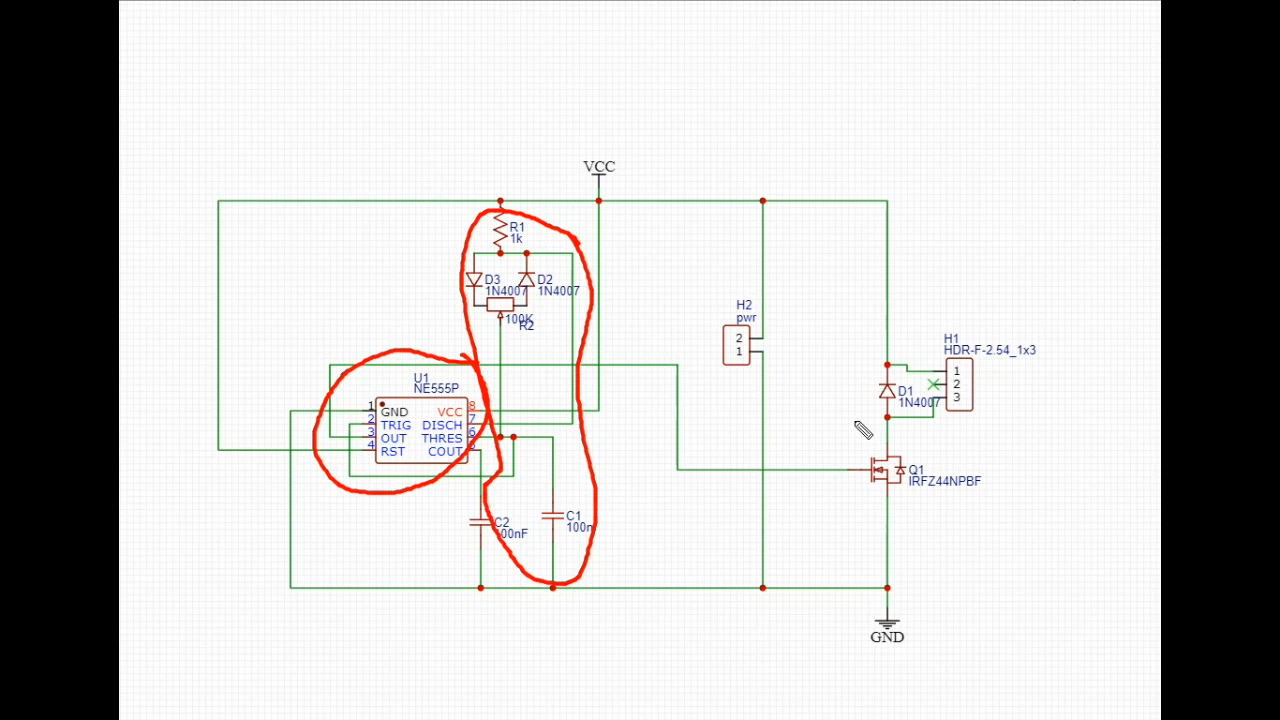 VCC
R1
1k
D3
1N4007
D2
1N4007
100K
R2
H2
pwr
2
1
H1
HDR-F-2.54_1x3
1
2
3
D1
1N4007
U1
NE555P
1 GND VCC 8
2 TRIG DISCH 7
3 OUT THRES 6
4 RST COUT 5
Q1
IRFZ44NPBF
C2
100nF
C1
100n
GND